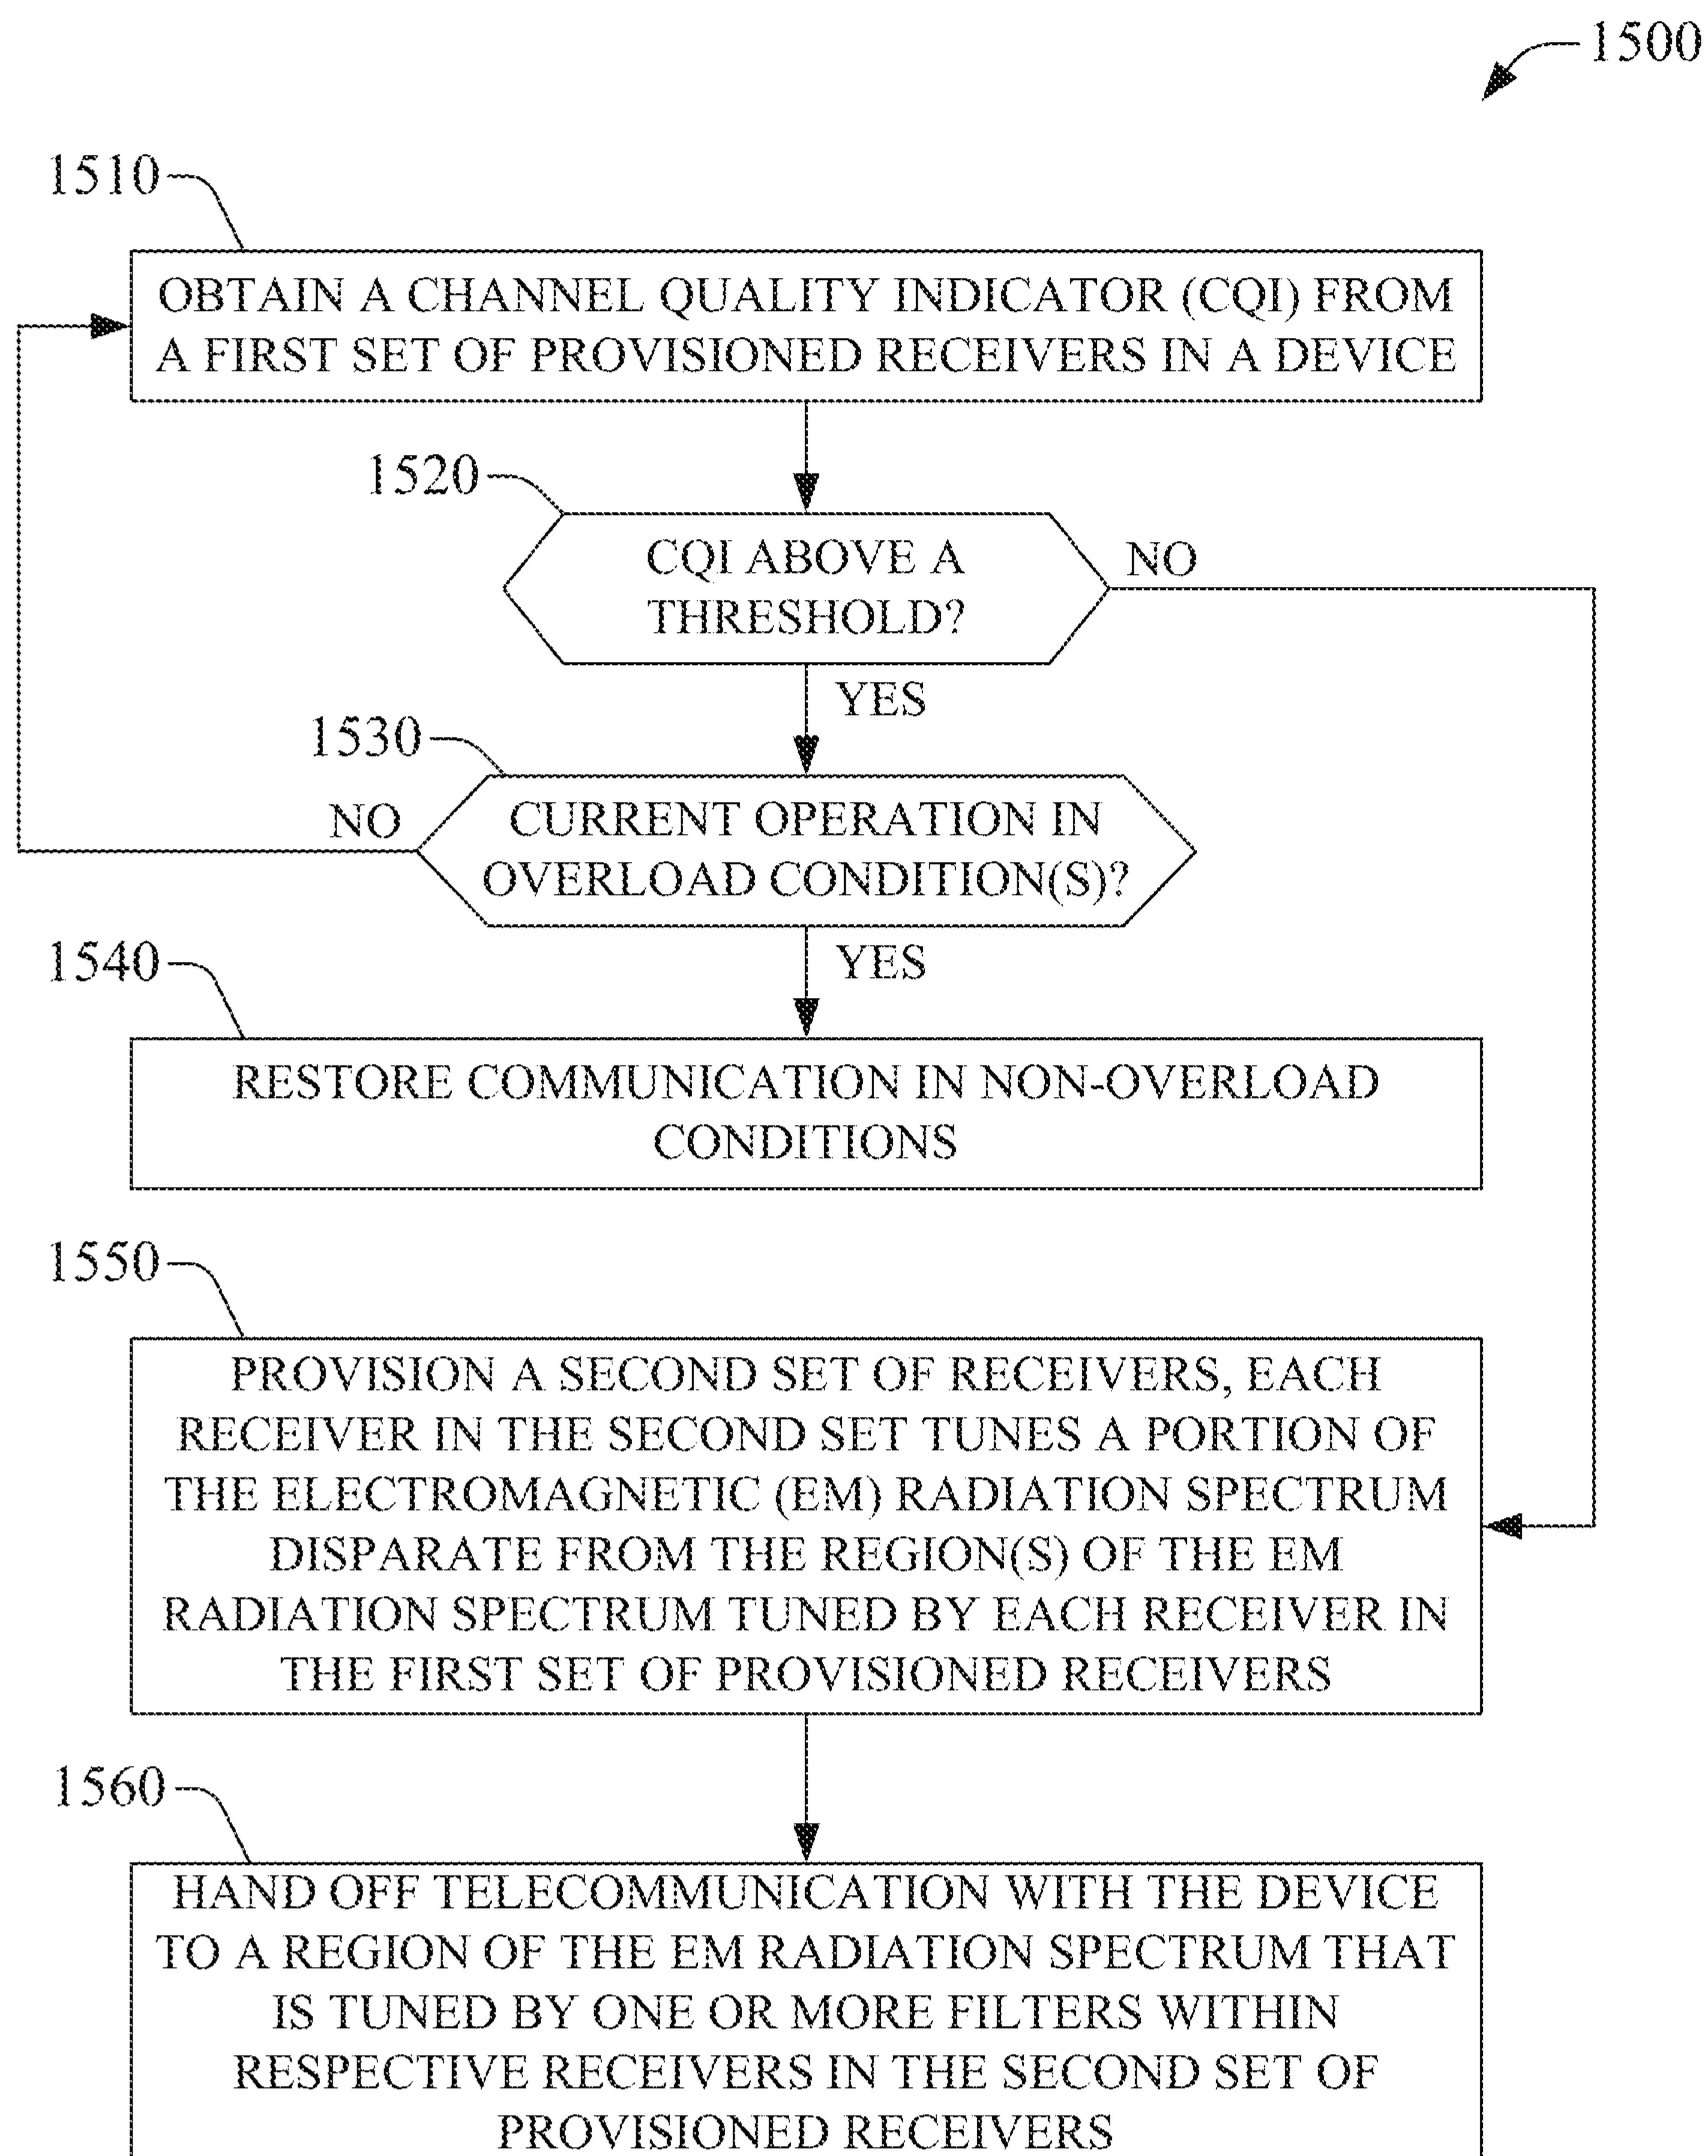 1500
1510
OBTAIN A CHANNEL QUALITY INDICATOR (CQI) FROM
A FIRST SET OF PROVISIONED RECEIVERS IN A DEVICE
1520
CQI ABOVE A
THRESHOLD?
NO
YES
1530
NO
CURRENT OPERATION IN
OVERLOAD CONDITION(S)?
YES
1540
RESTORE COMMUNICATION IN NON-OVERLOAD
CONDITIONS
1550
PROVISION A SECOND SET OF RECEIVERS, EACH
RECEIVER IN THE SECOND SET TUNES A PORTION OF
THE ELECTROMAGNETIC (EM) RADIATION SPECTRUM
DISPARATE FROM THE REGION(S) OF THE EM
RADIATION SPECTRUM TUNED BY EACH RECEIVER IN
THE FIRST SET OF PROVISIONED RECEIVERS
1560
HAND OFF TELECOMMUNICATION WITH THE DEVICE
TO A REGION OF THE EM RADIATION SPECTRUM THAT
IS TUNED BY ONE OR MORE FILTERS WITHIN
RESPECTIVE RECEIVERS IN THE SECOND SET OF
PROVISIONED RECEIVERS